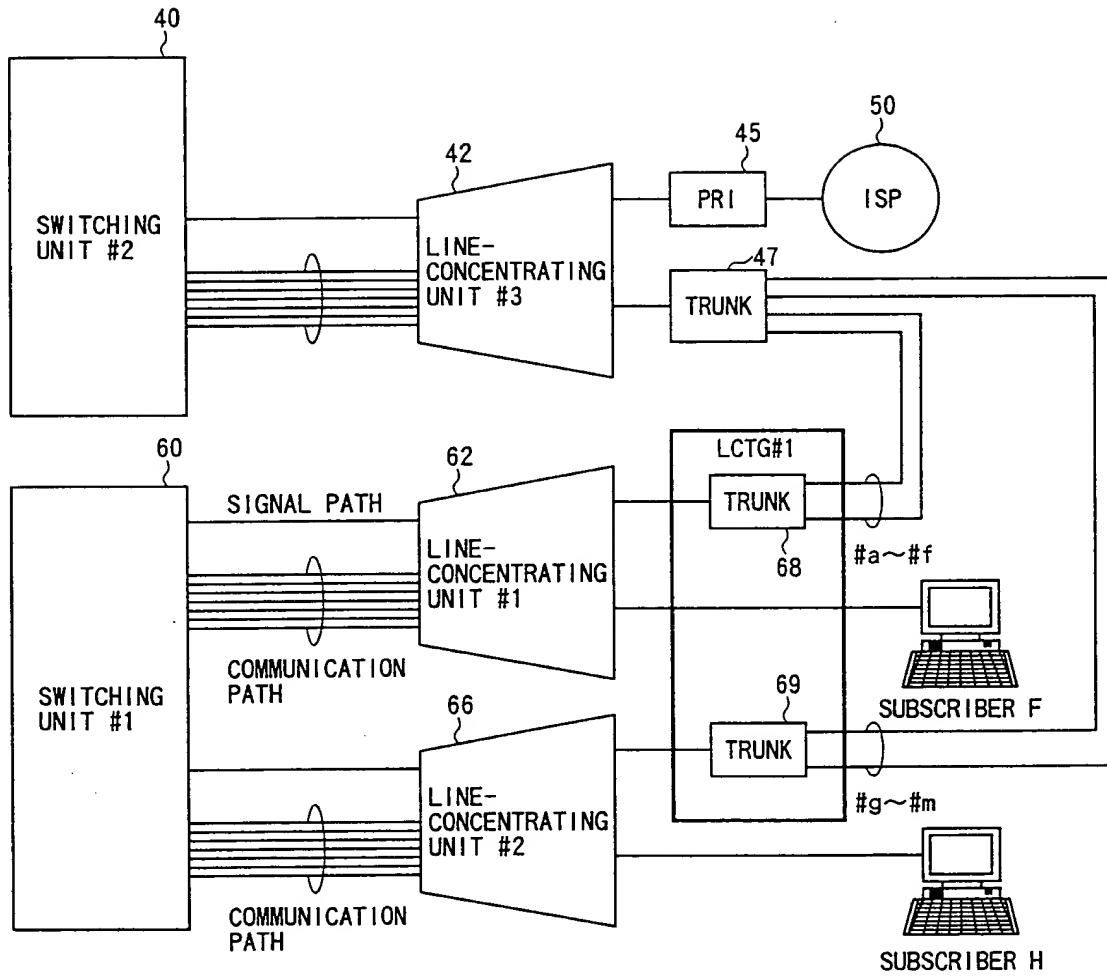 40
SWITCHING
UNIT #2
42
LINE-
CONCENTRATING
UNIT #3
45
PRI
50
ISP
47
TRUNK
60
SWITCHING
UNIT #1
SIGNAL PATH
COMMUNICATION
PATH
62
LINE-
CONCENTRATING
UNIT #1
LCTG#1
TRUNK
68
#a~#f
SUBSCRIBER F
66
LINE-
CONCENTRATING
UNIT #2
COMMUNICATION
PATH
69
TRUNK
#g~#m
SUBSCRIBER H